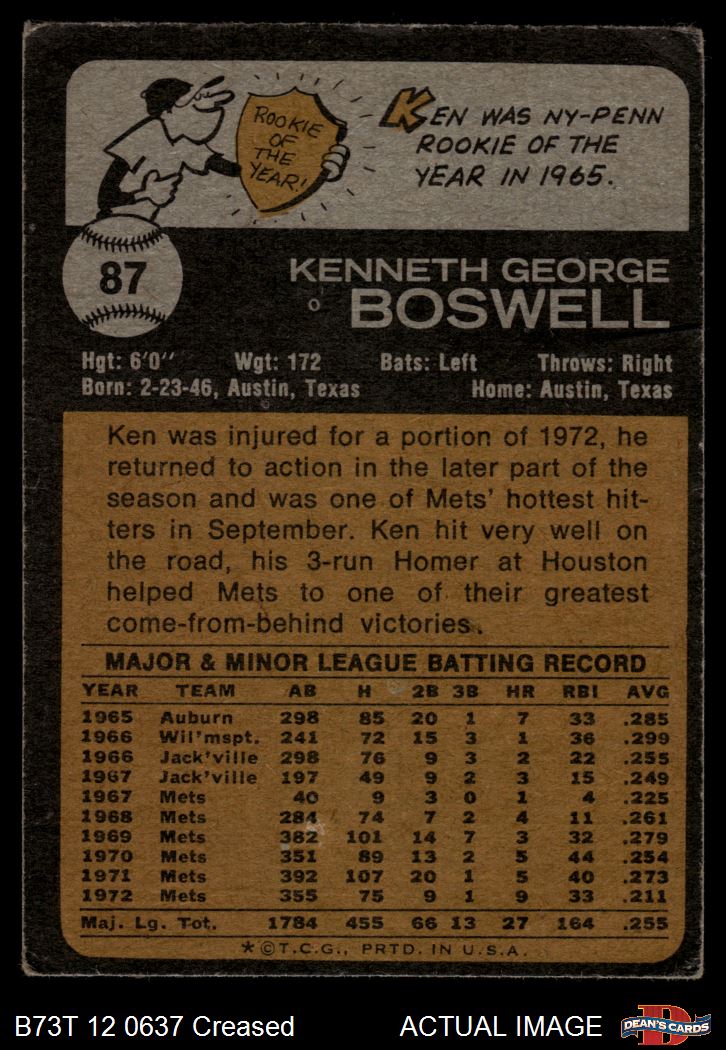 ROOKIE
OF
THE
YEAR!
KEN WAS NY-PENN
ROOKIE OF THE
YEAR IN 1965.
87
KENNETH GEORGE
BOSWELL
Hgt: 6'0" Wgt: 172 Bats: Left Throws: Right
Born: 2-23-46, Austin, Texas Home: Austin, Texas
Ken was injured for a portion of 1972, he
returned to action in the later part of the
season and was one of Mets' hottest hit-
ters in September. Ken hit very well on
the road, his 3-run Homer at Houston
helped Mets to one of their greatest
come-from-behind victories.
MAJOR & MINOR LEAGUE BATTING RECORD
YEAR TEAM AB H 2B 3B HR RBI AVG
1965 Auburn 298 85 20 1 7 33 .285
1966 Wil'mspt. 241 72 15 3 1 36 .299
1966 Jack'ville 298 76 9 3 2 22 .255
1967 Jack'ville 197 49 9 2 3 15 .249
1967 Mets 40 9 3 0 1 4 .225
1968 Mets 284 74 7 2 4 11 .261
1969 Mets 362 101 14 7 3 32 .279
1970 Mets 351 89 13 2 5 44 .254
1971 Mets 392 107 20 1 5 40 .273
1972 Mets 355 75 9 1 9 33 .211
Maj. Lg. Tot. 1784 455 66 13 27 164 .255
*©T.C.G., PRTD. IN U.S.A.
B73T 12 0637 Creased ACTUAL IMAGE
D
DEAN'S CARDS